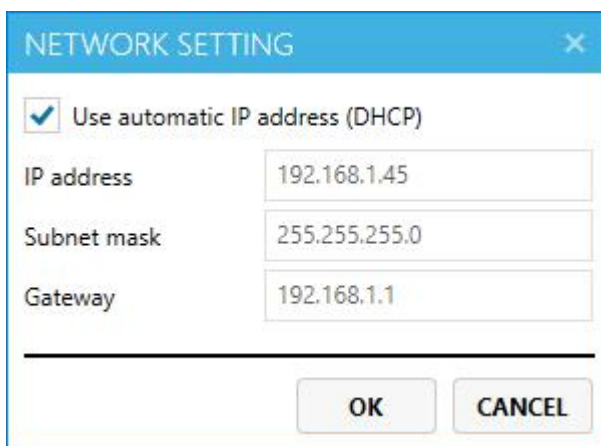 NETWORK SETTING
Use automatic IP address (DHCP)
IP address 192.168.1.45
Subnet mask 255.255.255.0
Gateway 192.168.1.1
OK CANCEL